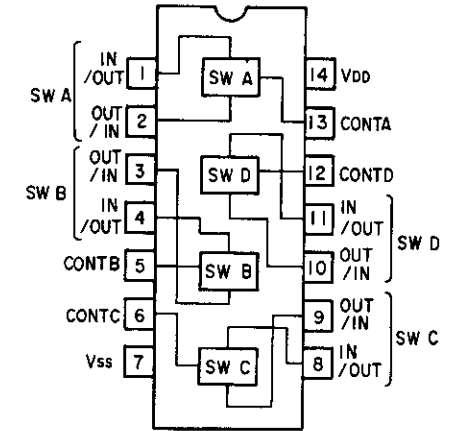 SW A
IN
/OUT
1
OUT
/ IN
2
SW B
OUT
/ IN
3
IN
/OUT
4
CONTB
5
CONTC
6
Vss
7
SW A
SW D
SW B
SW C
14
VDD
13
CONTA
12
CONTD
11
IN
/OUT
10
OUT
/IN
SW D
9
OUT
/IN
8
IN
/OUT
SW C